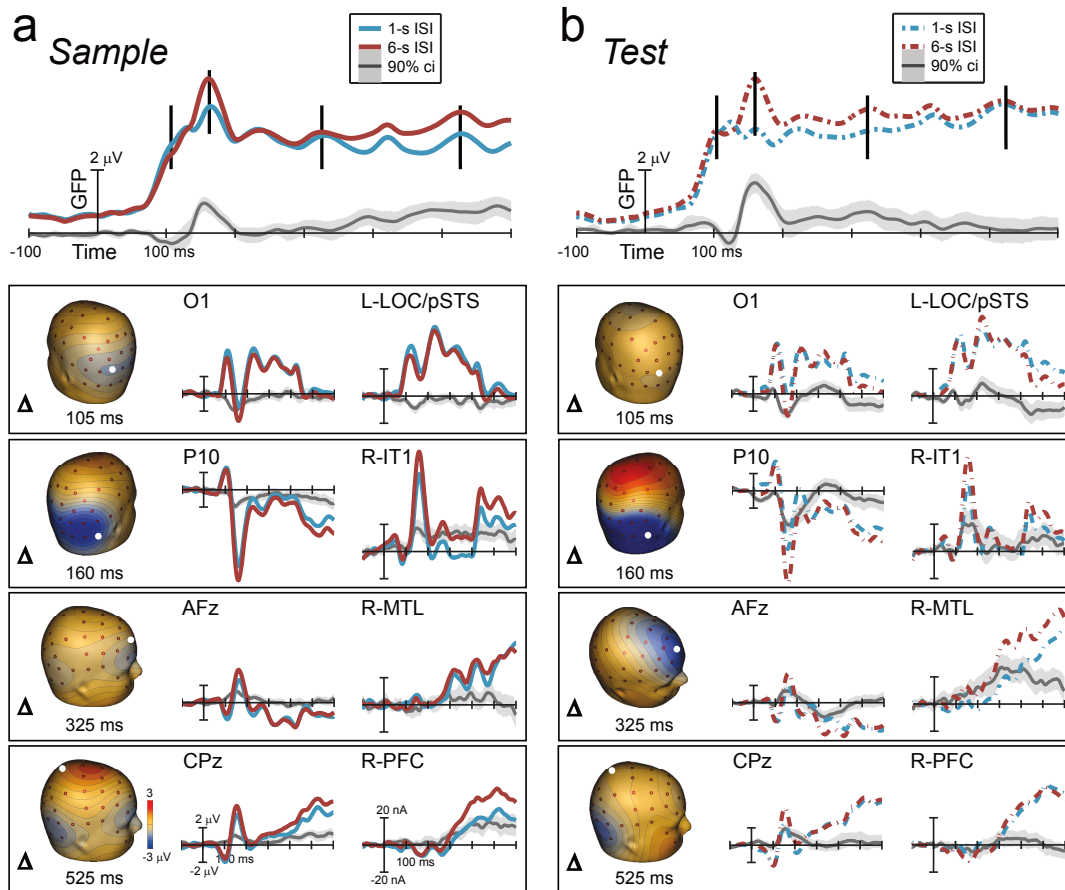 a Sample
1-s ISI
6-s ISI
90% ci
GFP
2 μV
-100
Time
100 ms
b Test
1-s ISI
6-s ISI
90% ci
GFP
2 μV
-100
Time
100 ms
O1
L-LOC/pSTS
Δ
105 ms
P10
R-IT1
Δ
160 ms
AFz
R-MTL
Δ
325 ms
CPz
R-PFC
3
-3 μV
2 μV
-2 μV
100 ms
20 nA
-20 nA
100 ms
Δ
525 ms
O1
L-LOC/pSTS
Δ
105 ms
P10
R-IT1
Δ
160 ms
AFz
R-MTL
Δ
325 ms
CPz
R-PFC
Δ
525 ms